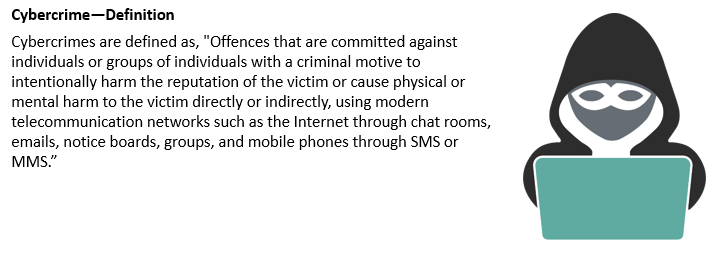 Cybercrime—Definition
Cybercrimes are defined as, "Offences that are committed against
individuals or groups of individuals with a criminal motive to
intentionally harm the reputation of the victim or cause physical or
mental harm to the victim directly or indirectly, using modern
telecommunication networks such as the Internet through chat rooms,
emails, notice boards, groups, and mobile phones through SMS or
MMS.”